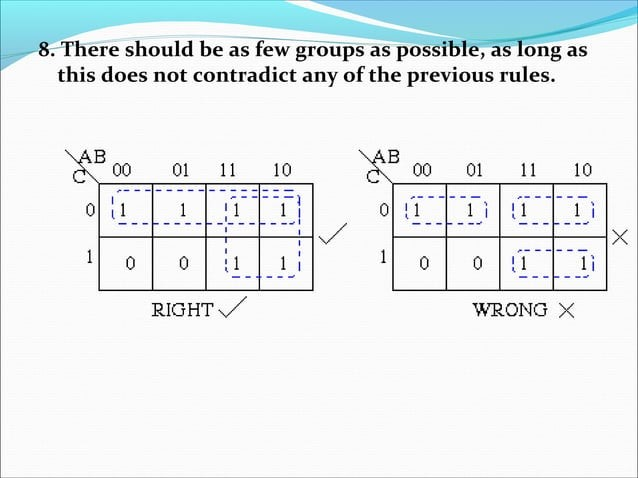 8. There should be as few groups as possible, as long as
this does not contradict any of the previous rules.
AB
C
00 01 11 10
0 1 1 1 1
1 0 0 1 1
RIGHT
AB
C
00 01 11 10
0 1 1 1 1
1 0 0 1 1
WRONG